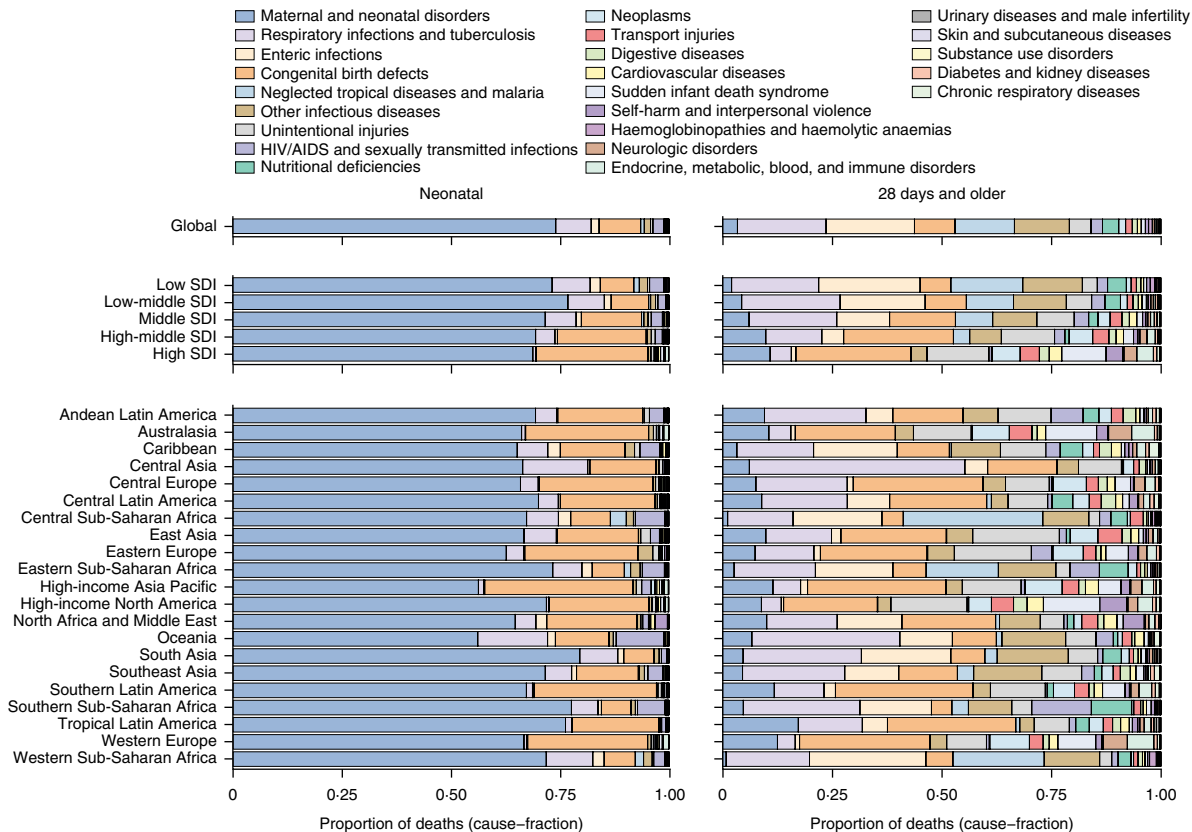 Maternal and neonatal disorders
Respiratory infections and tuberculosis
Enteric infections
Congenital birth defects
Neglected tropical diseases and malaria
Other infectious diseases
Unintentional injuries
HIV/AIDS and sexually transmitted infections
Nutritional deficiencies
Neoplasms
Transport injuries
Digestive diseases
Cardiovascular diseases
Sudden infant death syndrome
Self-harm and interpersonal violence
Haemoglobinopathies and haemolytic anaemias
Neurologic disorders
Endocrine, metabolic, blood, and immune disorders
Urinary diseases and male infertility
Skin and subcutaneous diseases
Substance use disorders
Diabetes and kidney diseases
Chronic respiratory diseases
Neonatal
28 days and older
Global
Low SDI
Low-middle SDI
Middle SDI
High-middle SDI
High SDI
Andean Latin America
Australasia
Caribbean
Central Asia
Central Europe
Central Latin America
Central Sub-Saharan Africa
East Asia
Eastern Europe
Eastern Sub-Saharan Africa
High-income Asia Pacific
High-income North America
North Africa and Middle East
Oceania
South Asia
Southeast Asia
Southern Latin America
Southern Sub-Saharan Africa
Tropical Latin America
Western Europe
Western Sub-Saharan Africa
0 0·25 0·50 0·75 1·00
0 0·25 0·50 0·75 1·00
Proportion of deaths (cause–fraction)
Proportion of deaths (cause–fraction)